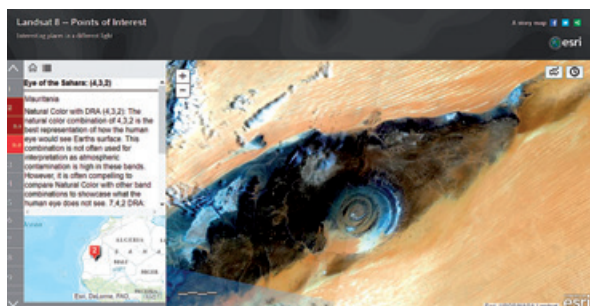 Landsat 8 – Points of Interest
Interesting places in a different light
A story map
esri
Eye of the Sahara: (4,3,2)
Mauritania
Natural Color with DRA (4,3,2): The
natural color combination of 4,3,2 is the
best representation of how the human
eye would see Earths surface. This
combination is not often used for
interpretation as atmospheric
contamination is high in these bands.
However, it is often compelling to
compare Natural Color with other band
combinations to showcase what the
human eye does not see. 7,4,2 DRA:
2
ALGERIA
MALI
NIGER
Esri, DeLorme, FAO,
esri